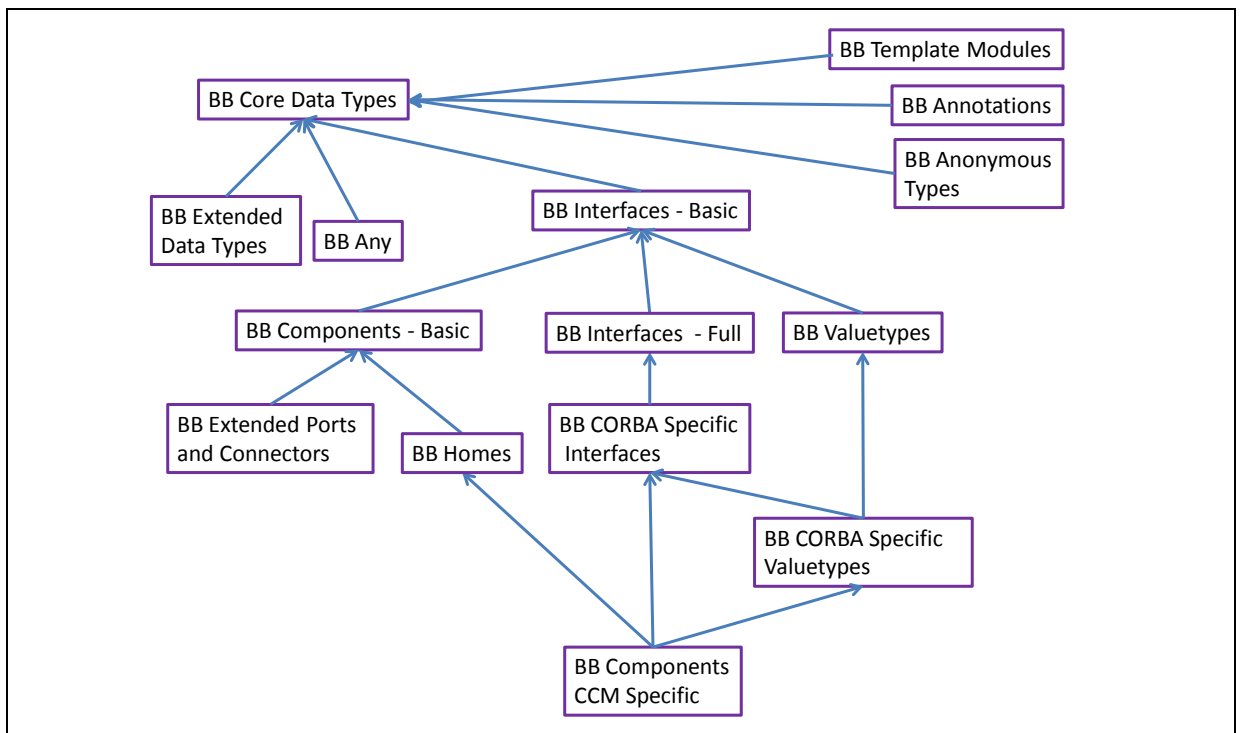 BB Template Modules
BB Core Data Types
BB Annotations
BB Anonymous
Types
BB Extended
Data Types
BB Any
BB Interfaces - Basic
BB Components - Basic
BB Interfaces - Full
BB Valuetypes
BB Extended Ports
and Connectors
BB Homes
BB CORBA Specific
Interfaces
BB CORBA Specific
Valuetypes
BB Components
CCM Specific